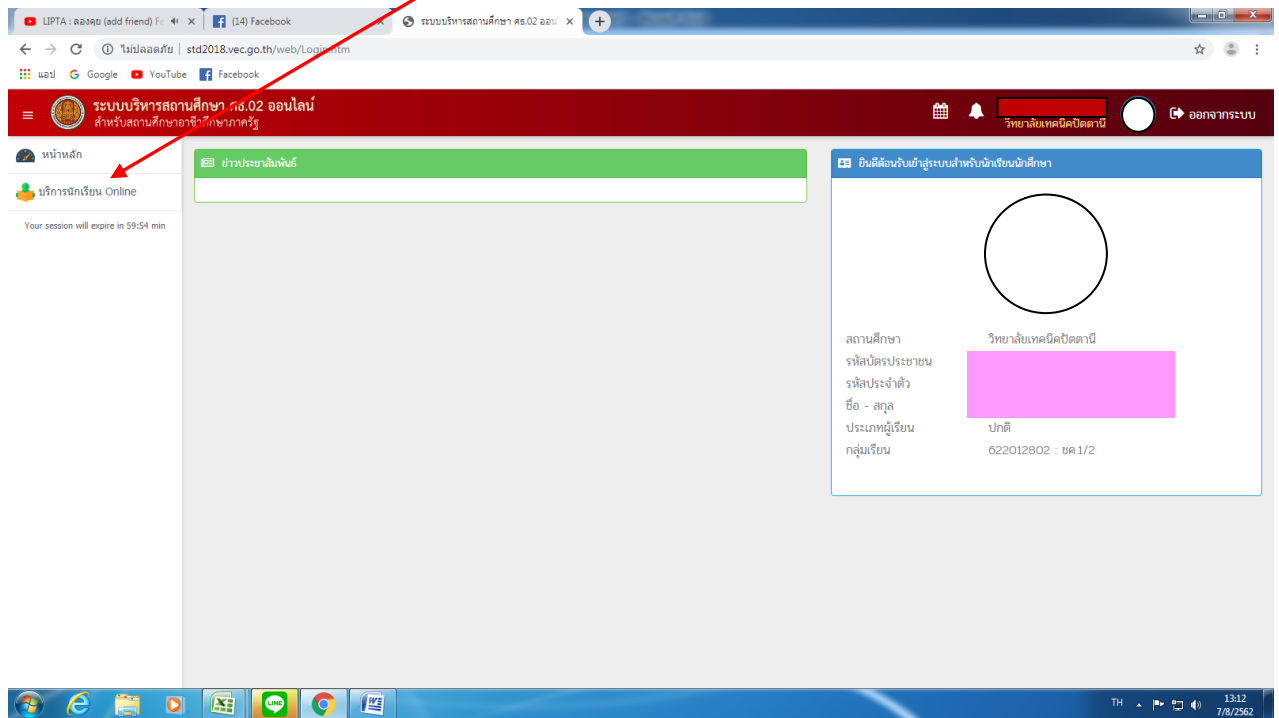 LIPTA : ลองคุย (add friend) Fe
(14) Facebook
ระบบบริหารสถานศึกษา ศธ.02 ออน
ไม่ปลอดภัย
std2018.vec.go.th/web/Login.htm
แอป
Google
YouTube
Facebook
ระบบบริหารสถานศึกษา ศธ.02 ออนไลน์
สำหรับสถานศึกษาอาชีวศึกษาภาครัฐ
วิทยาลัยเทคนิคปัตตานี
ออกจากระบบ
หน้าหลัก
บริการนักเรียน Online
Your session will expire in 59:54 min
ข่าวประชาสัมพันธ์
ยินดีต้อนรับเข้าสู่ระบบสำหรับนักเรียนนักศึกษา
สถานศึกษา วิทยาลัยเทคนิคปัตตานี
รหัสบัตรประชาชน
รหัสประจำตัว
ชื่อ - สกุล
ประเภทผู้เรียน ปกติ
กลุ่มเรียน 622012802 : ชค.1/2
LINE
TH
13:12
7/8/2562